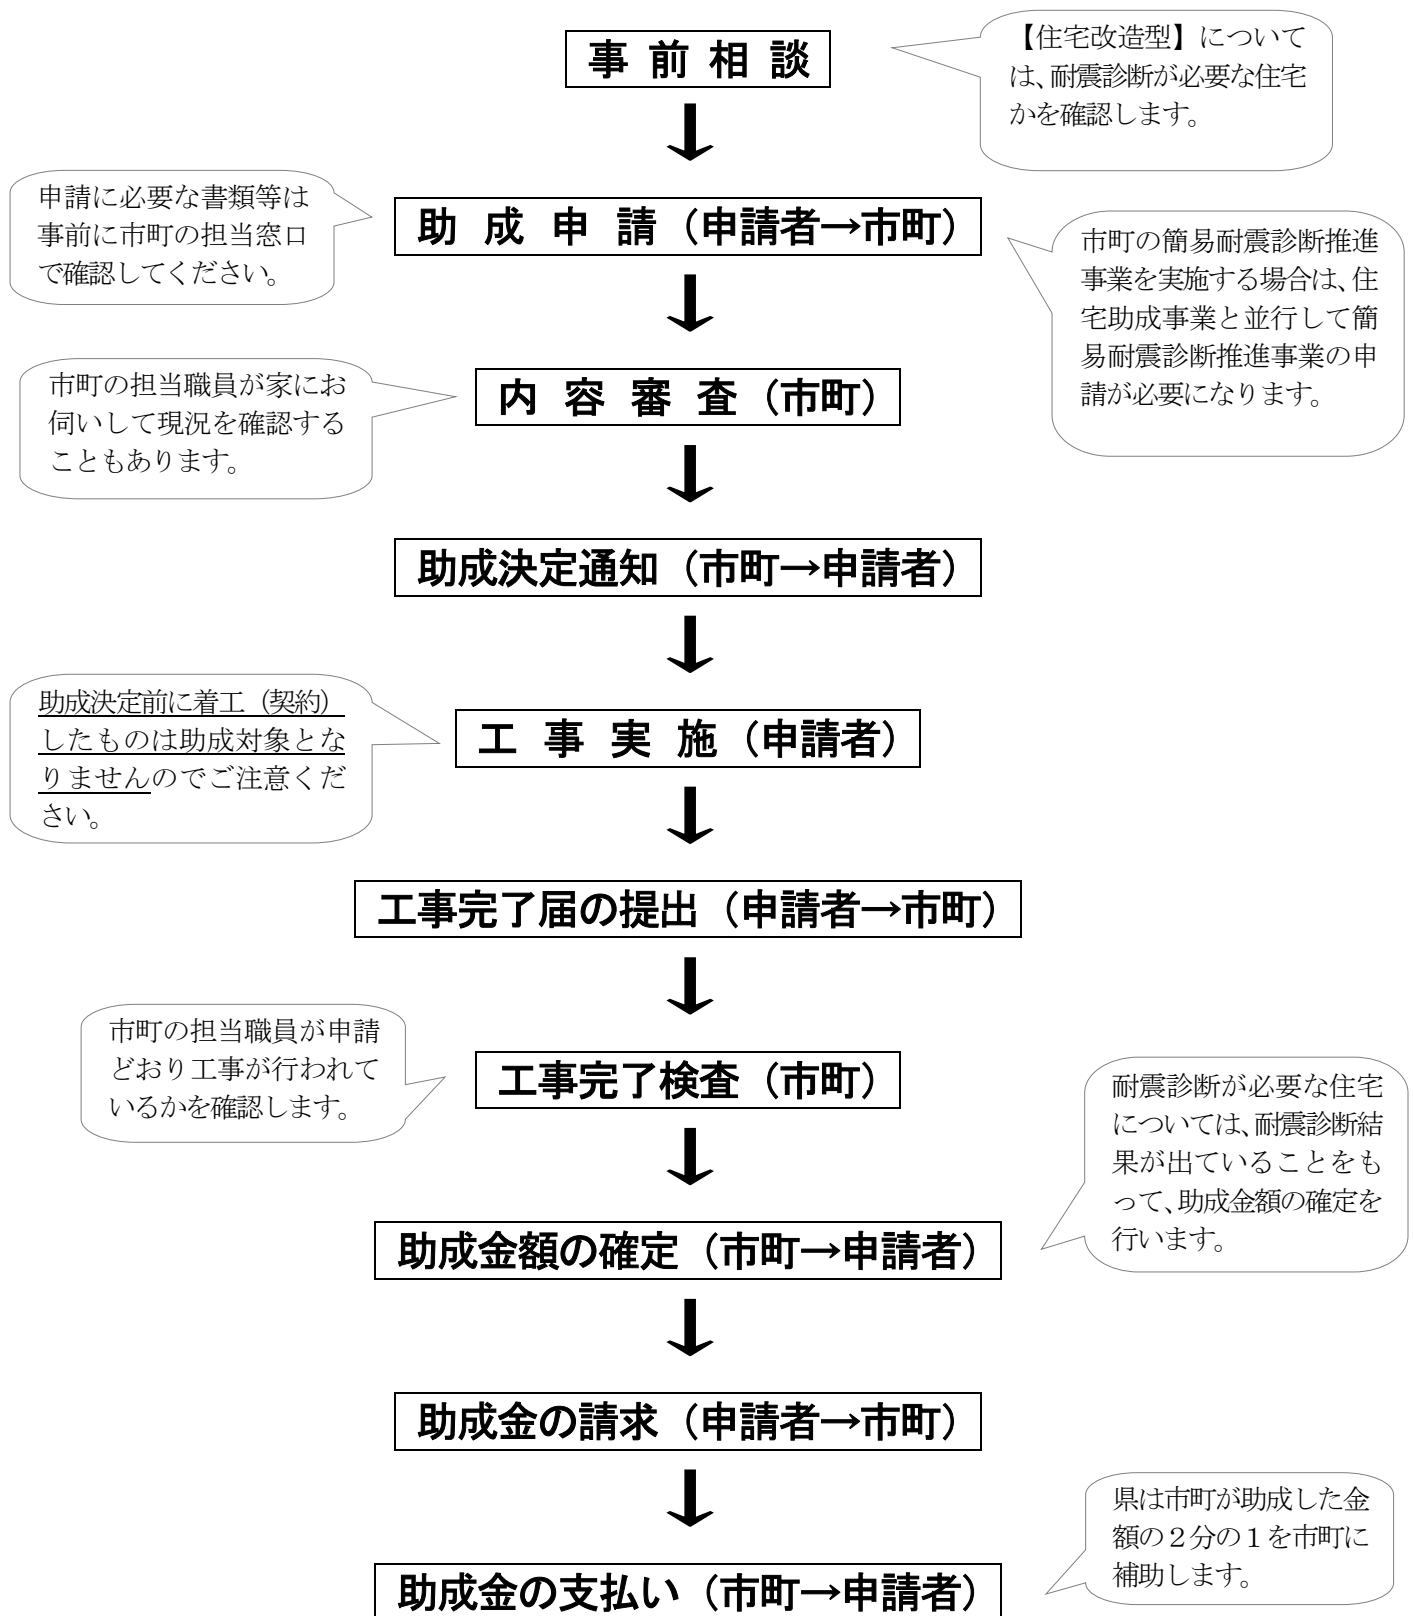 事 前 相 談
【住宅改造型】について
は、耐震診断が必要な住宅
かを確認します。
↓
申請に必要な書類等は
事前に市町の担当窓口
で確認してください。
助 成 申 請（申請者→市町）
市町の簡易耐震診断推進
事業を実施する場合は、住
宅助成事業と並行して簡
易耐震診断推進事業の申
請が必要になります。
↓
市町の担当職員が家にお
伺いして現況を確認する
こともあります。
内 容 審 査（市町）
↓
助成決定通知（市町→申請者）
↓
助成決定前に着工（契約）
したものは助成対象とな
りませんのでご注意くだ
さい。
工 事 実 施（申請者）
↓
工事完了届の提出（申請者→市町）
↓
市町の担当職員が申請
どおり工事が行われて
いるかを確認します。
工事完了検査（市町）
↓
耐震診断が必要な住宅
については、耐震診断結
果が出ていることをも
って、助成金額の確定を
行います。
助成金額の確定（市町→申請者）
↓
助成金の請求（申請者→市町）
↓
県は市町が助成した金
額の２分の１を市町に
補助します。
助成金の支払い（市町→申請者）